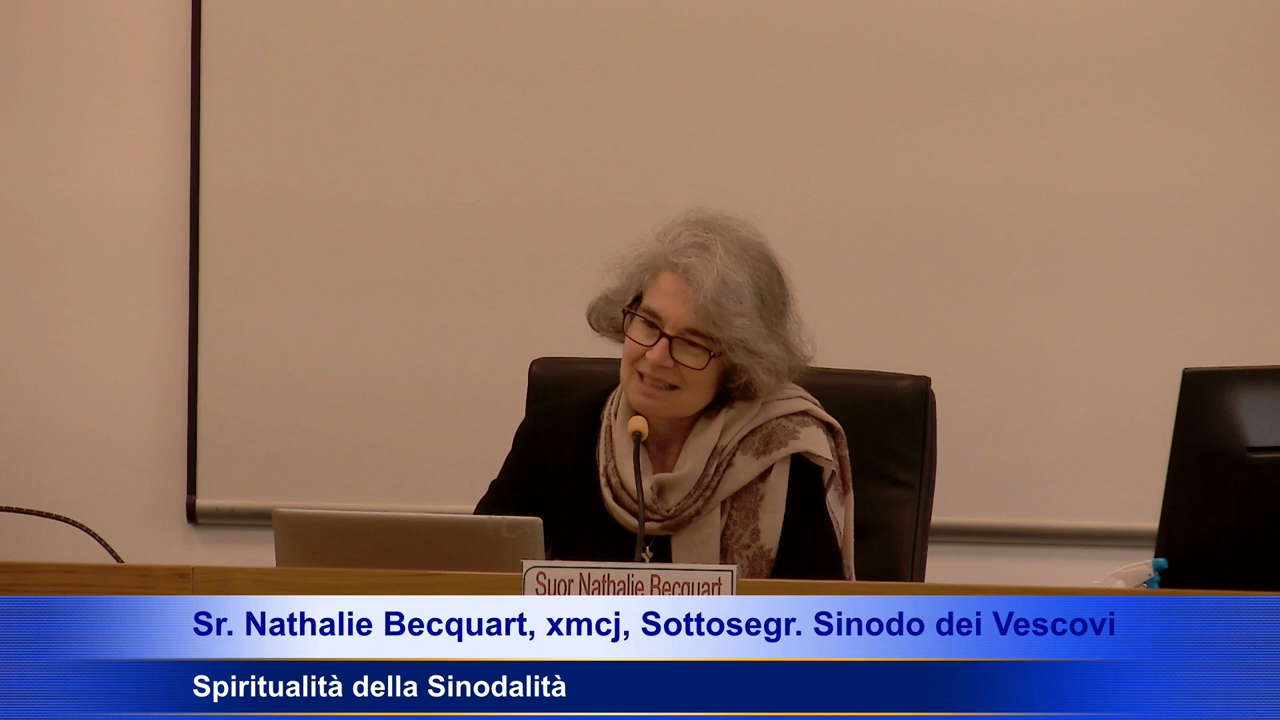 Suor Nathalie Becquart
Sr. Nathalie Becquart, xmcj, Sottosegr. Sinodo dei Vescovi
Spiritualità della Sinodalità